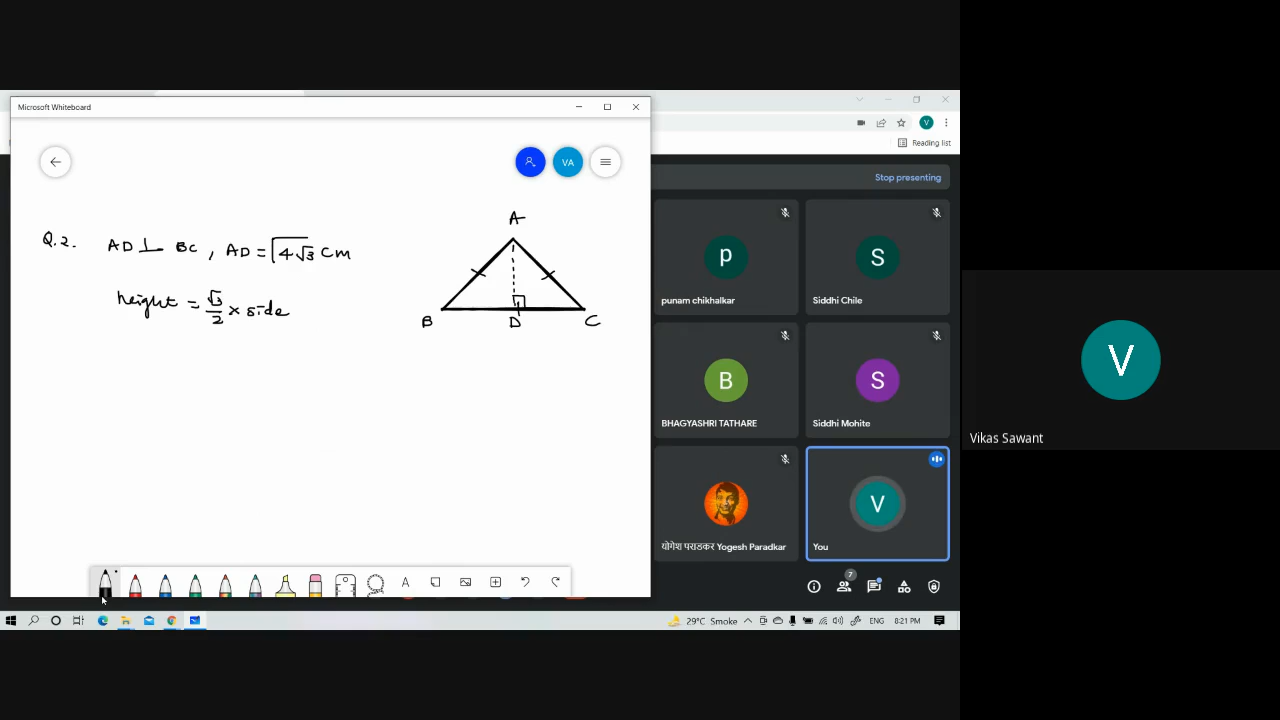 Microsoft Whiteboard
VA
Reading list
Stop presenting
V
Q.2. AD ⊥ BC , AD = √4√3 cm
height = √3/2 × side
A
B D C
p
punam chikhalkar
S
Siddhi Chile
B
BHAGYASHRI TATHARE
S
Siddhi Mohite
योगेश पराडकर Yogesh Paradkar
V
You
7
V
Vikas Sawant
A
29°C Smoke
ENG
8:21 PM